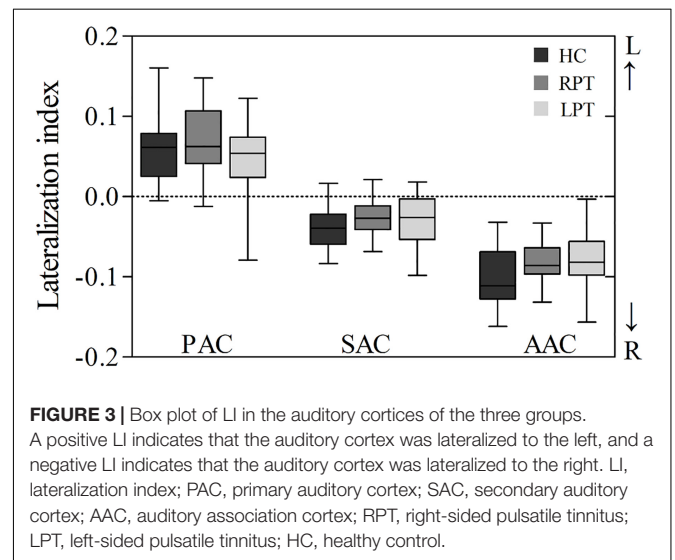 0.2
L
↑
HC
RPT
LPT
0.1
0.0
-0.1
-0.2
Lateralization index
PAC SAC AAC
↓
R
FIGURE 3 | Box plot of LI in the auditory cortices of the three groups.
A positive LI indicates that the auditory cortex was lateralized to the left, and a
negative LI indicates that the auditory cortex was lateralized to the right. LI,
lateralization index; PAC, primary auditory cortex; SAC, secondary auditory
cortex; AAC, auditory association cortex; RPT, right-sided pulsatile tinnitus;
LPT, left-sided pulsatile tinnitus; HC, healthy control.